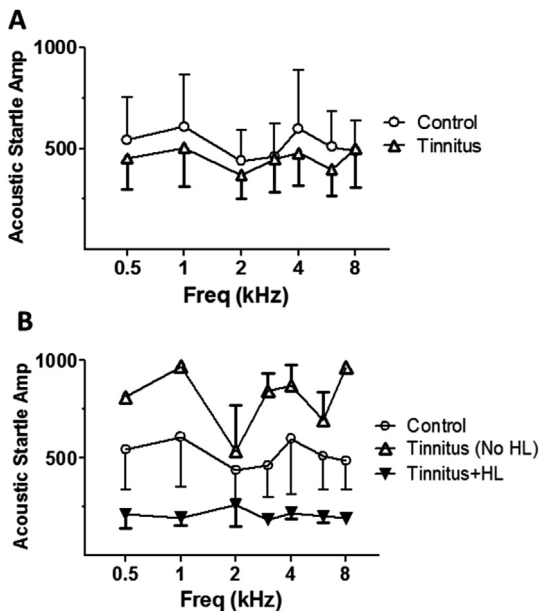 A
Acoustic Startle Amp
1000
500
0.5 1 2 4 8
Freq (kHz)
Control
Tinnitus
B
Acoustic Startle Amp
1000
500
0.5 1 2 4 8
Freq (kHz)
Control
Tinnitus (No HL)
Tinnitus+HL